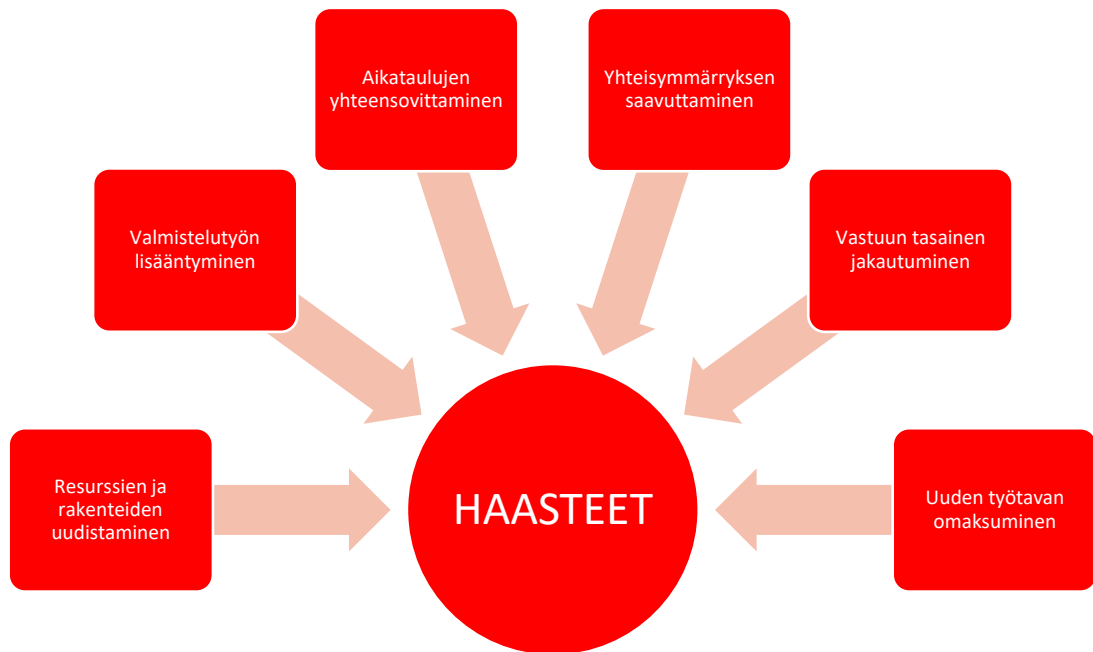 Aikataulujen
yhteensovittaminen
Yhteisymmärryksen
saavuttaminen
Valmistelutyön
lisääntyminen
Vastuun tasainen
jakautuminen
Resurssien ja
rakenteiden
uudistaminen
HAASTEET
Uuden työtavan
omaksuminen